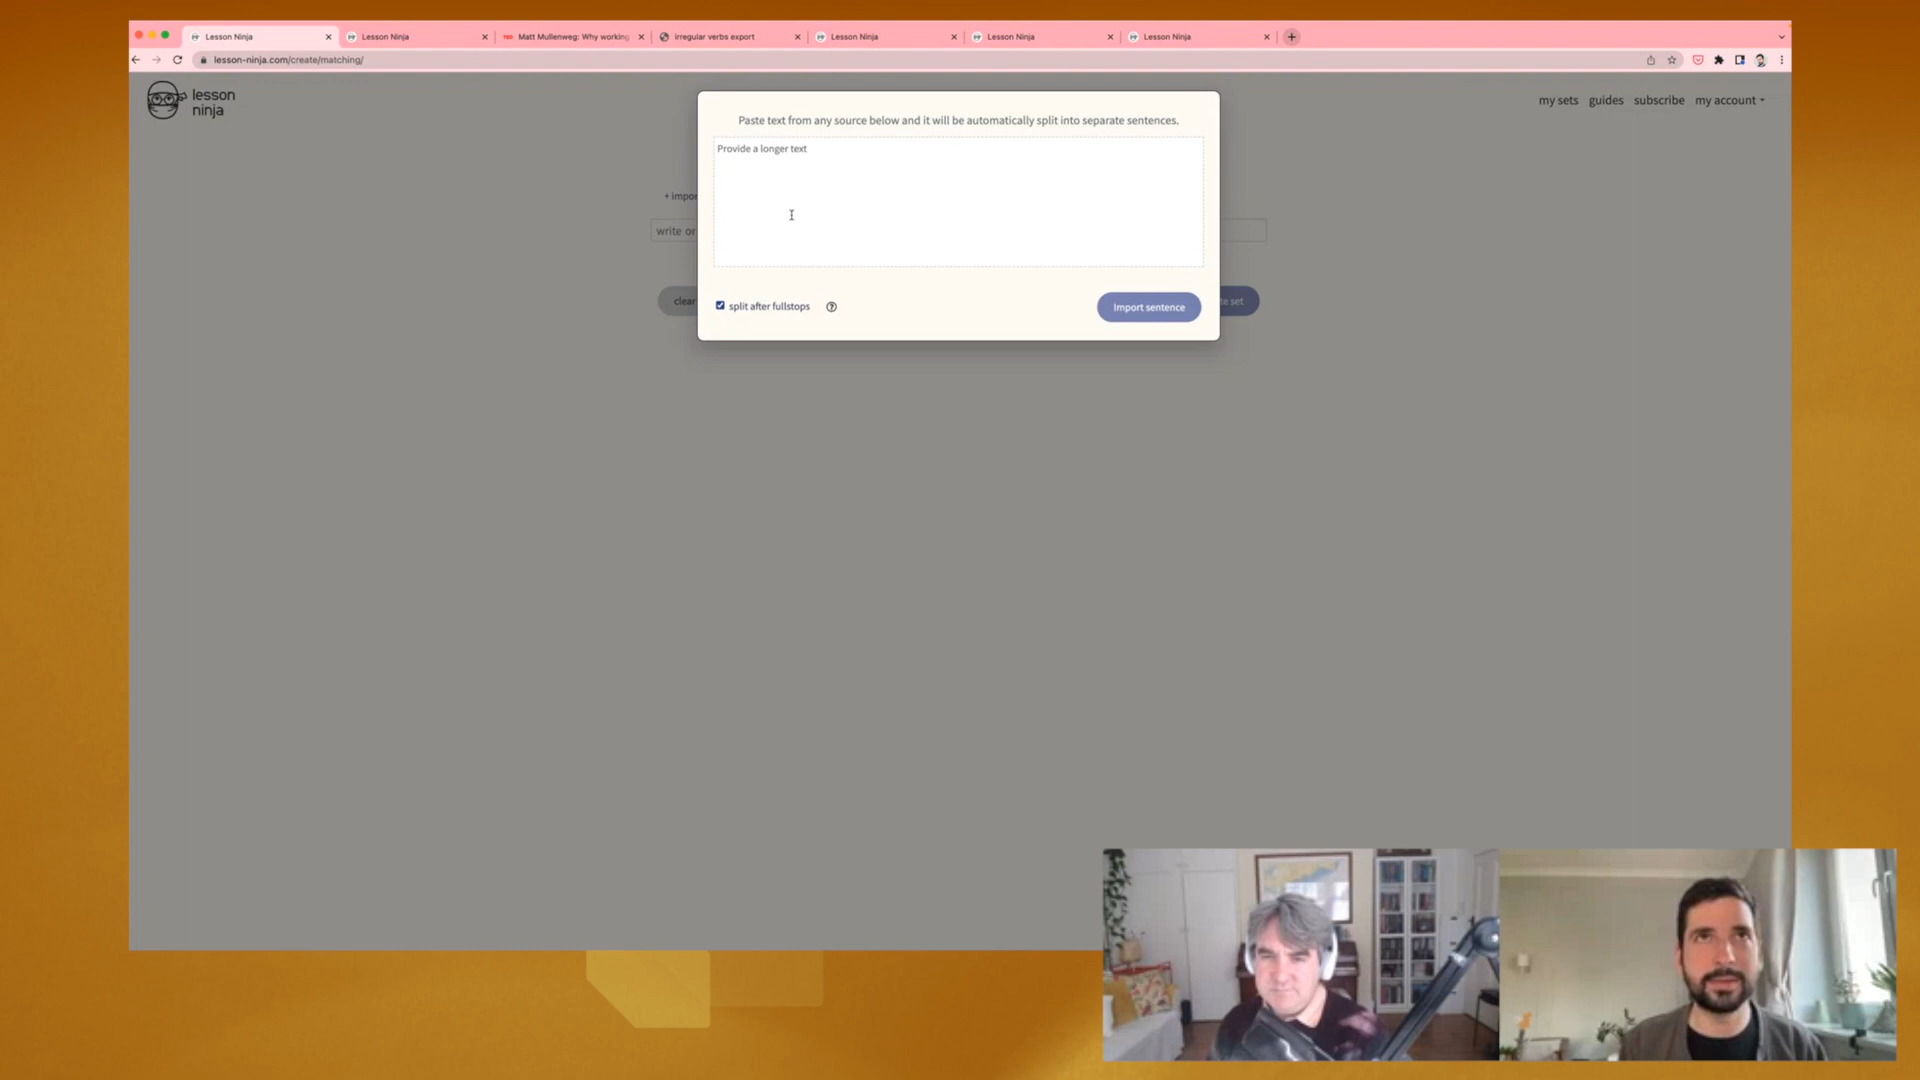 Lesson Ninja
Lesson Ninja
Matt Mullenweg: Why working
irregular verbs export
Lesson Ninja
Lesson Ninja
Lesson Ninja
lesson-ninja.com/create/matching/
lesson
ninja
my sets
guides
subscribe
my account
Paste text from any source below and it will be automatically split into separate sentences.
Provide a longer text
+ impor
write or
clear
split after fullstops
Import sentence
te set